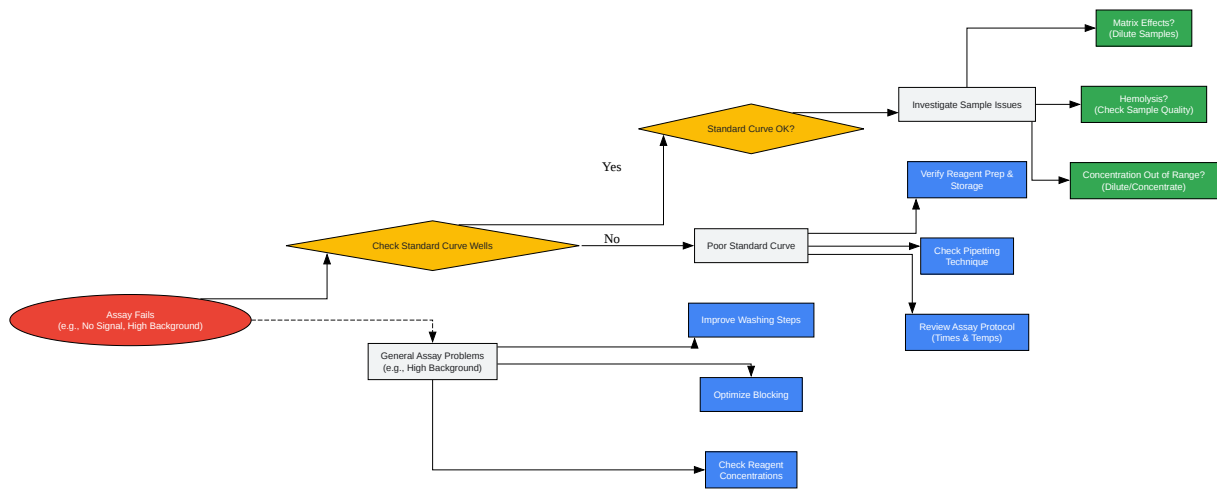 Matrix Effects?
(Dilute Samples)
Investigate Sample Issues
Hemolysis?
(Check Sample Quality)
Standard Curve OK?
Yes
Verify Reagent Prep &
Storage
Concentration Out of Range?
(Dilute/Concentrate)
Check Standard Curve Wells
No
Poor Standard Curve
Check Pipetting
Technique
Assay Fails
(e.g., No Signal, High Background)
Improve Washing Steps
Review Assay Protocol
(Times & Temps)
General Assay Problems
(e.g., High Background)
Optimize Blocking
Check Reagent
Concentrations